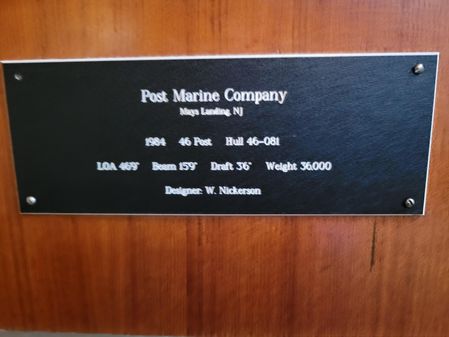 Post Marine Company
Mays Landing, NJ
1984 46 Post Hull 46-081
LOA 46'9" Beam 15'9" Draft 3'6" Weight 36,000
Designer: W. Nickerson